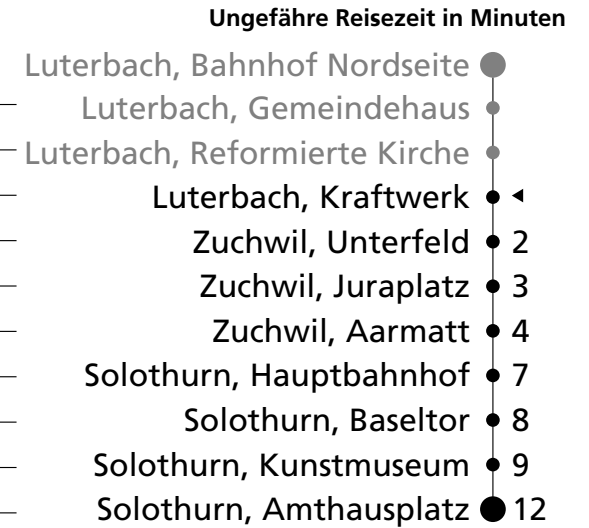 Ungefähre Reisezeit in Minuten
Luterbach, Bahnhof Nordseite
Luterbach, Gemeindehaus
Luterbach, Reformierte Kirche
Luterbach, Kraftwerk
Zuchwil, Unterfeld 2
Zuchwil, Juraplatz 3
Zuchwil, Aarmatt 4
Solothurn, Hauptbahnhof 7
Solothurn, Baseltor 8
Solothurn, Kunstmuseum 9
Solothurn, Amthausplatz 12